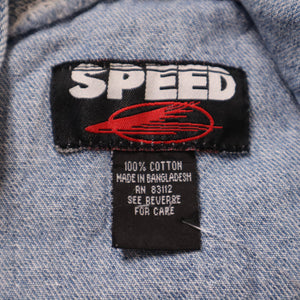 SPEED
100% COTTON
MADE IN BANGLADESH
RN 83112
SEE REVERSE
FOR CARE